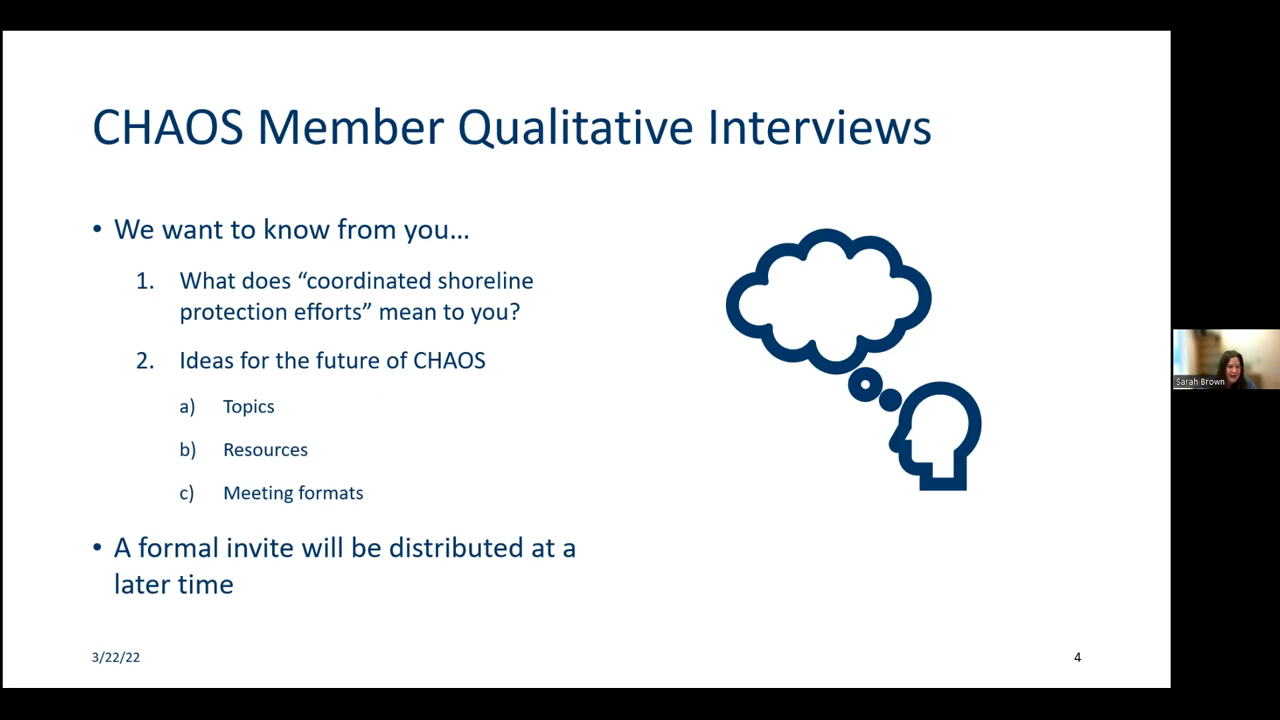 CHAOS Member Qualitative Interviews
• We want to know from you…
1. What does “coordinated shoreline
protection efforts” mean to you?
2. Ideas for the future of CHAOS
a) Topics
b) Resources
c) Meeting formats
• A formal invite will be distributed at a
later time
3/22/22
4
Sarah Brown